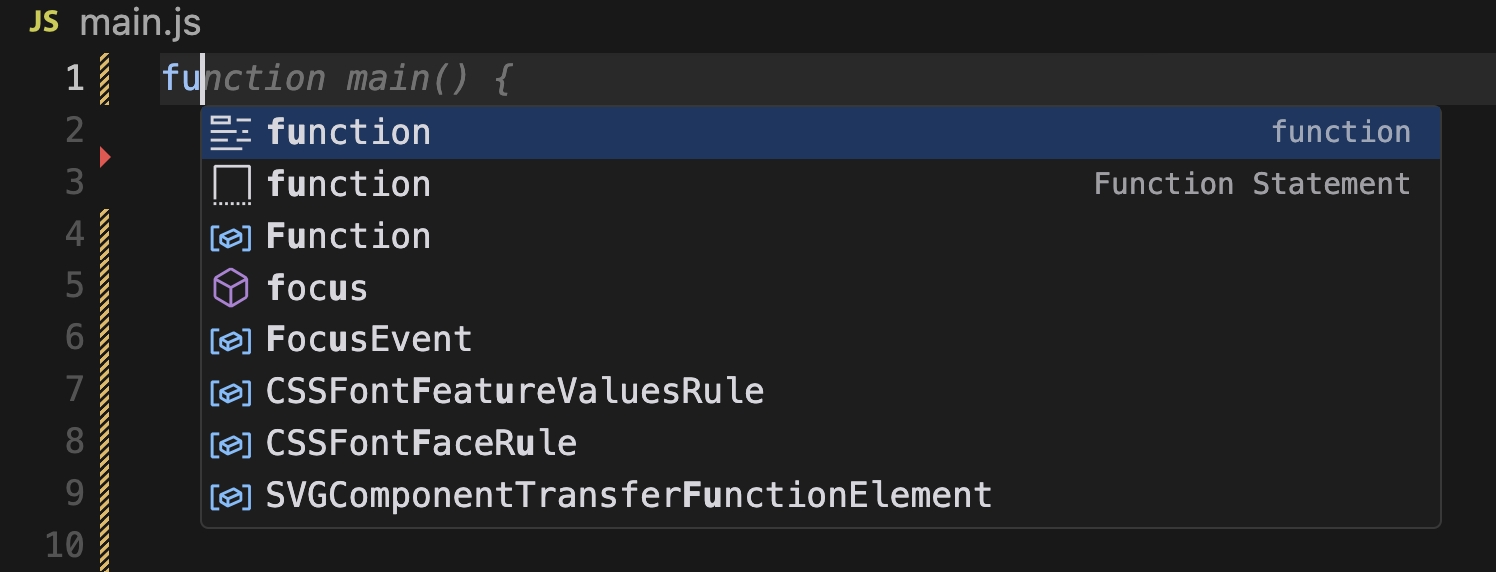 JS main.js
1 function main() {
2 function function
3 function Function Statement
4 Function
5 focus
6 FocusEvent
7 CSSFontFeatureValuesRule
8 CSSFontFaceRule
9 SVGComponentTransferFunctionElement
10